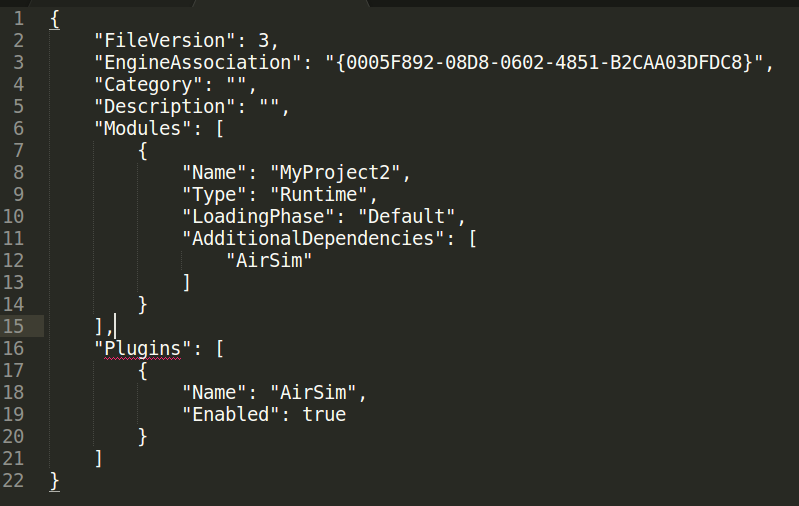 1 {
2 "FileVersion": 3,
3 "EngineAssociation": "{0005F892-08D8-0602-4851-B2CAA03DFDC8}",
4 "Category": "",
5 "Description": "",
6 "Modules": [
7 {
8 "Name": "MyProject2",
9 "Type": "Runtime",
10 "LoadingPhase": "Default",
11 "AdditionalDependencies": [
12 "AirSim"
13 ]
14 }
15 ],
16 "Plugins": [
17 {
18 "Name": "AirSim",
19 "Enabled": true
20 }
21 ]
22 }